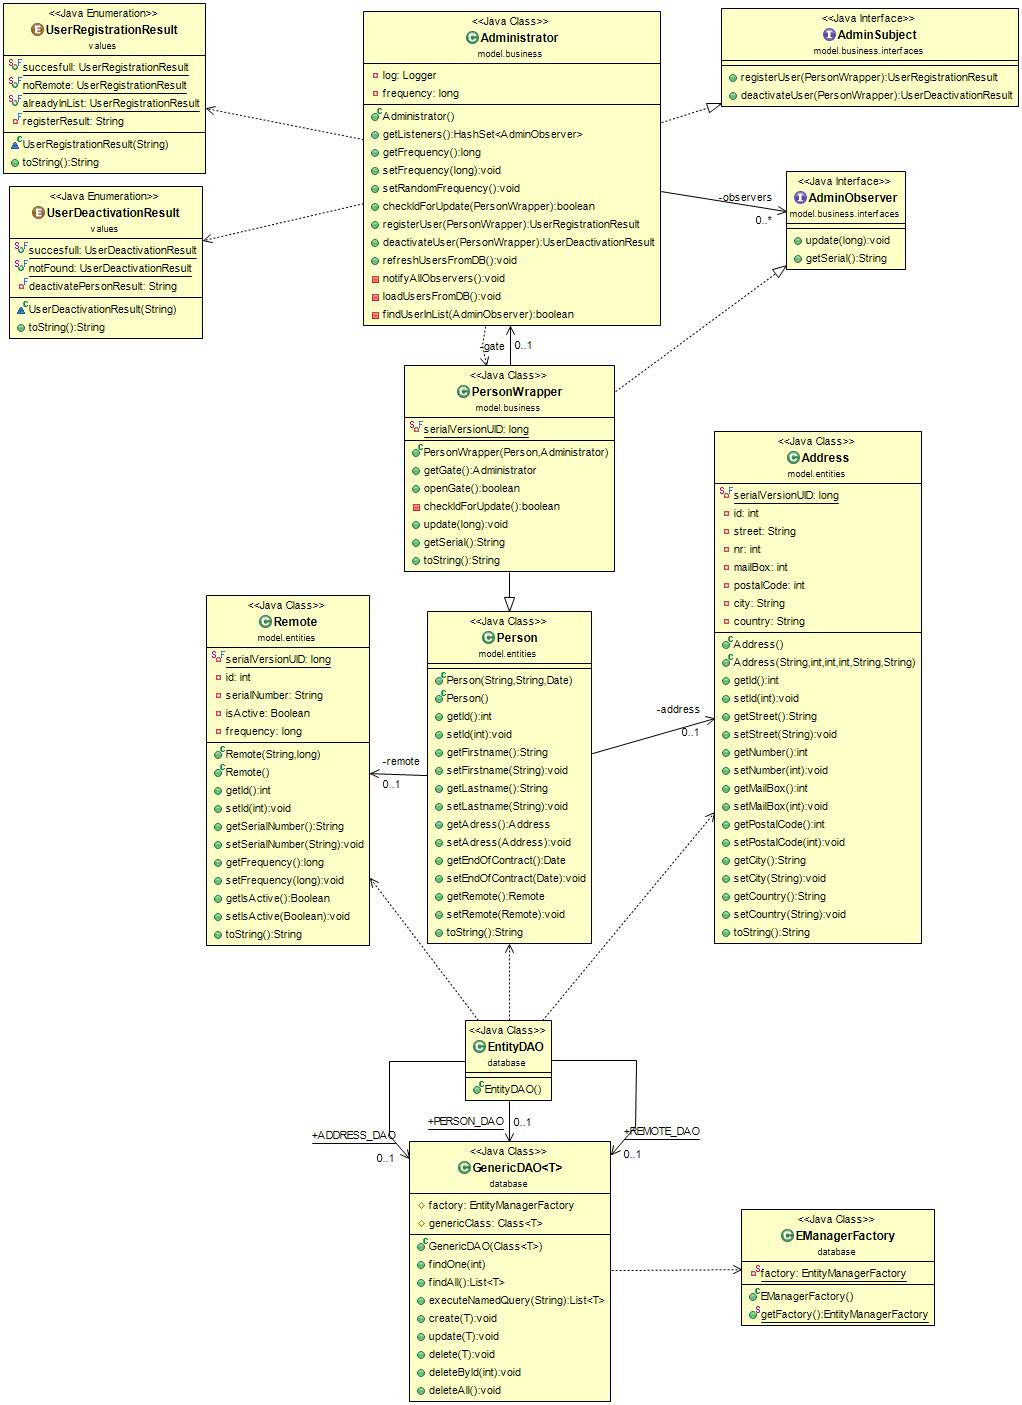 <<Java Enumeration>>
UserRegistrationResult
values
succesfull: UserRegistrationResult
noRemote: UserRegistrationResult
alreadyInList: UserRegistrationResult
registerResult: String
UserRegistrationResult(String)
toString():String
<<Java Class>>
Administrator
model.business
log: Logger
frequency: long
Administrator()
getListeners():HashSet<AdminObserver>
getFrequency():long
setFrequency(long):void
setRandomFrequency():void
checkIdForUpdate(PersonWrapper):boolean
registerUser(PersonWrapper):UserRegistrationResult
deactivateUser(PersonWrapper):UserDeactivationResult
refreshUsersFromDB():void
notifyAllObservers():void
loadUsersFromDB():void
findUserInList(AdminObserver):boolean
<<Java Interface>>
AdminSubject
model.business.interfaces
registerUser(PersonWrapper):UserRegistrationResult
deactivateUser(PersonWrapper):UserDeactivationResult
<<Java Enumeration>>
UserDeactivationResult
values
succesfull: UserDeactivationResult
notFound: UserDeactivationResult
deactivatePersonResult: String
UserDeactivationResult(String)
toString():String
-observers
0..*
<<Java Interface>>
AdminObserver
model.business.interfaces
update(long):void
getSerial():String
-gate
0..1
<<Java Class>>
PersonWrapper
model.business
serialVersionUID: long
PersonWrapper(Person,Administrator)
getGate():Administrator
openGate():boolean
checkIdForUpdate():boolean
update(long):void
getSerial():String
toString():String
<<Java Class>>
Address
model.entities
serialVersionUID: long
id: int
street: String
nr: int
mailBox: int
postalCode: int
city: String
country: String
Address()
Address(String,int,int,int,String,String)
getId():int
setId(int):void
getStreet():String
setStreet(String):void
getNumber():int
setNumber(int):void
getMailBox():int
setMailBox(int):void
getPostalCode():int
setPostalCode(int):void
getCity():String
setCity(String):void
getCountry():String
setCountry(String):void
toString():String
<<Java Class>>
Remote
model.entities
serialVersionUID: long
id: int
serialNumber: String
isActive: Boolean
frequency: long
Remote(String,long)
Remote()
getId():int
setId(int):void
getSerialNumber():String
setSerialNumber(String):void
getFrequency():long
setFrequency(long):void
getIsActive():Boolean
setIsActive(Boolean):void
toString():String
-remote
0..1
<<Java Class>>
Person
model.entities
Person(String,String,Date)
Person()
getId():int
setId(int):void
getFirstname():String
setFirstname(String):void
getLastname():String
setLastname(String):void
getAdress():Address
setAdress(Address):void
getEndOfContract():Date
setEndOfContract(Date):void
getRemote():Remote
setRemote(Remote):void
toString():String
-address
0..1
<<Java Class>>
EntityDAO
database
EntityDAO()
+ADDRESS_DAO
0..1
+PERSON_DAO
0..1
+REMOTE_DAO
0..1
<<Java Class>>
GenericDAO<T>
database
factory: EntityManagerFactory
genericClass: Class<T>
GenericDAO(Class<T>)
findOne(int)
findAll():List<T>
executeNamedQuery(String):List<T>
create(T):void
update(T):void
delete(T):void
deleteById(int):void
deleteAll():void
<<Java Class>>
EManagerFactory
database
factory: EntityManagerFactory
EManagerFactory()
getFactory():EntityManagerFactory